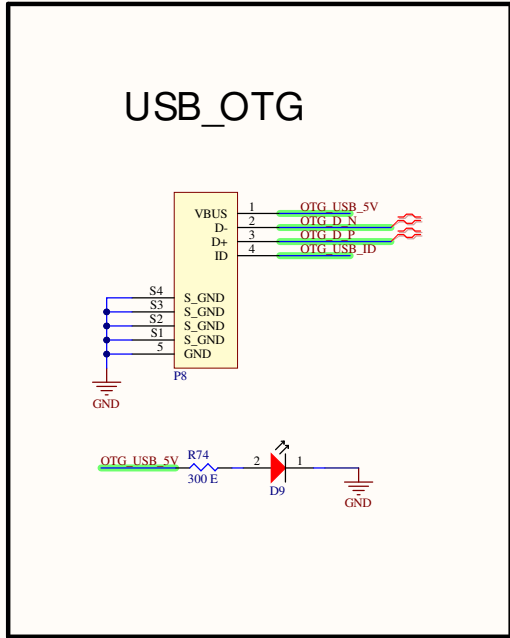 USB_OTG
VBUS 1 OTG_USB_5V
D- 2 OTG_D_N
D+ 3 OTG_D_P
ID 4 OTG_USB_ID
S4 S_GND
S3 S_GND
S2 S_GND
S1 S_GND
5 GND
P8
GND
OTG_USB_5V R74 2 1
300 E D9
GND